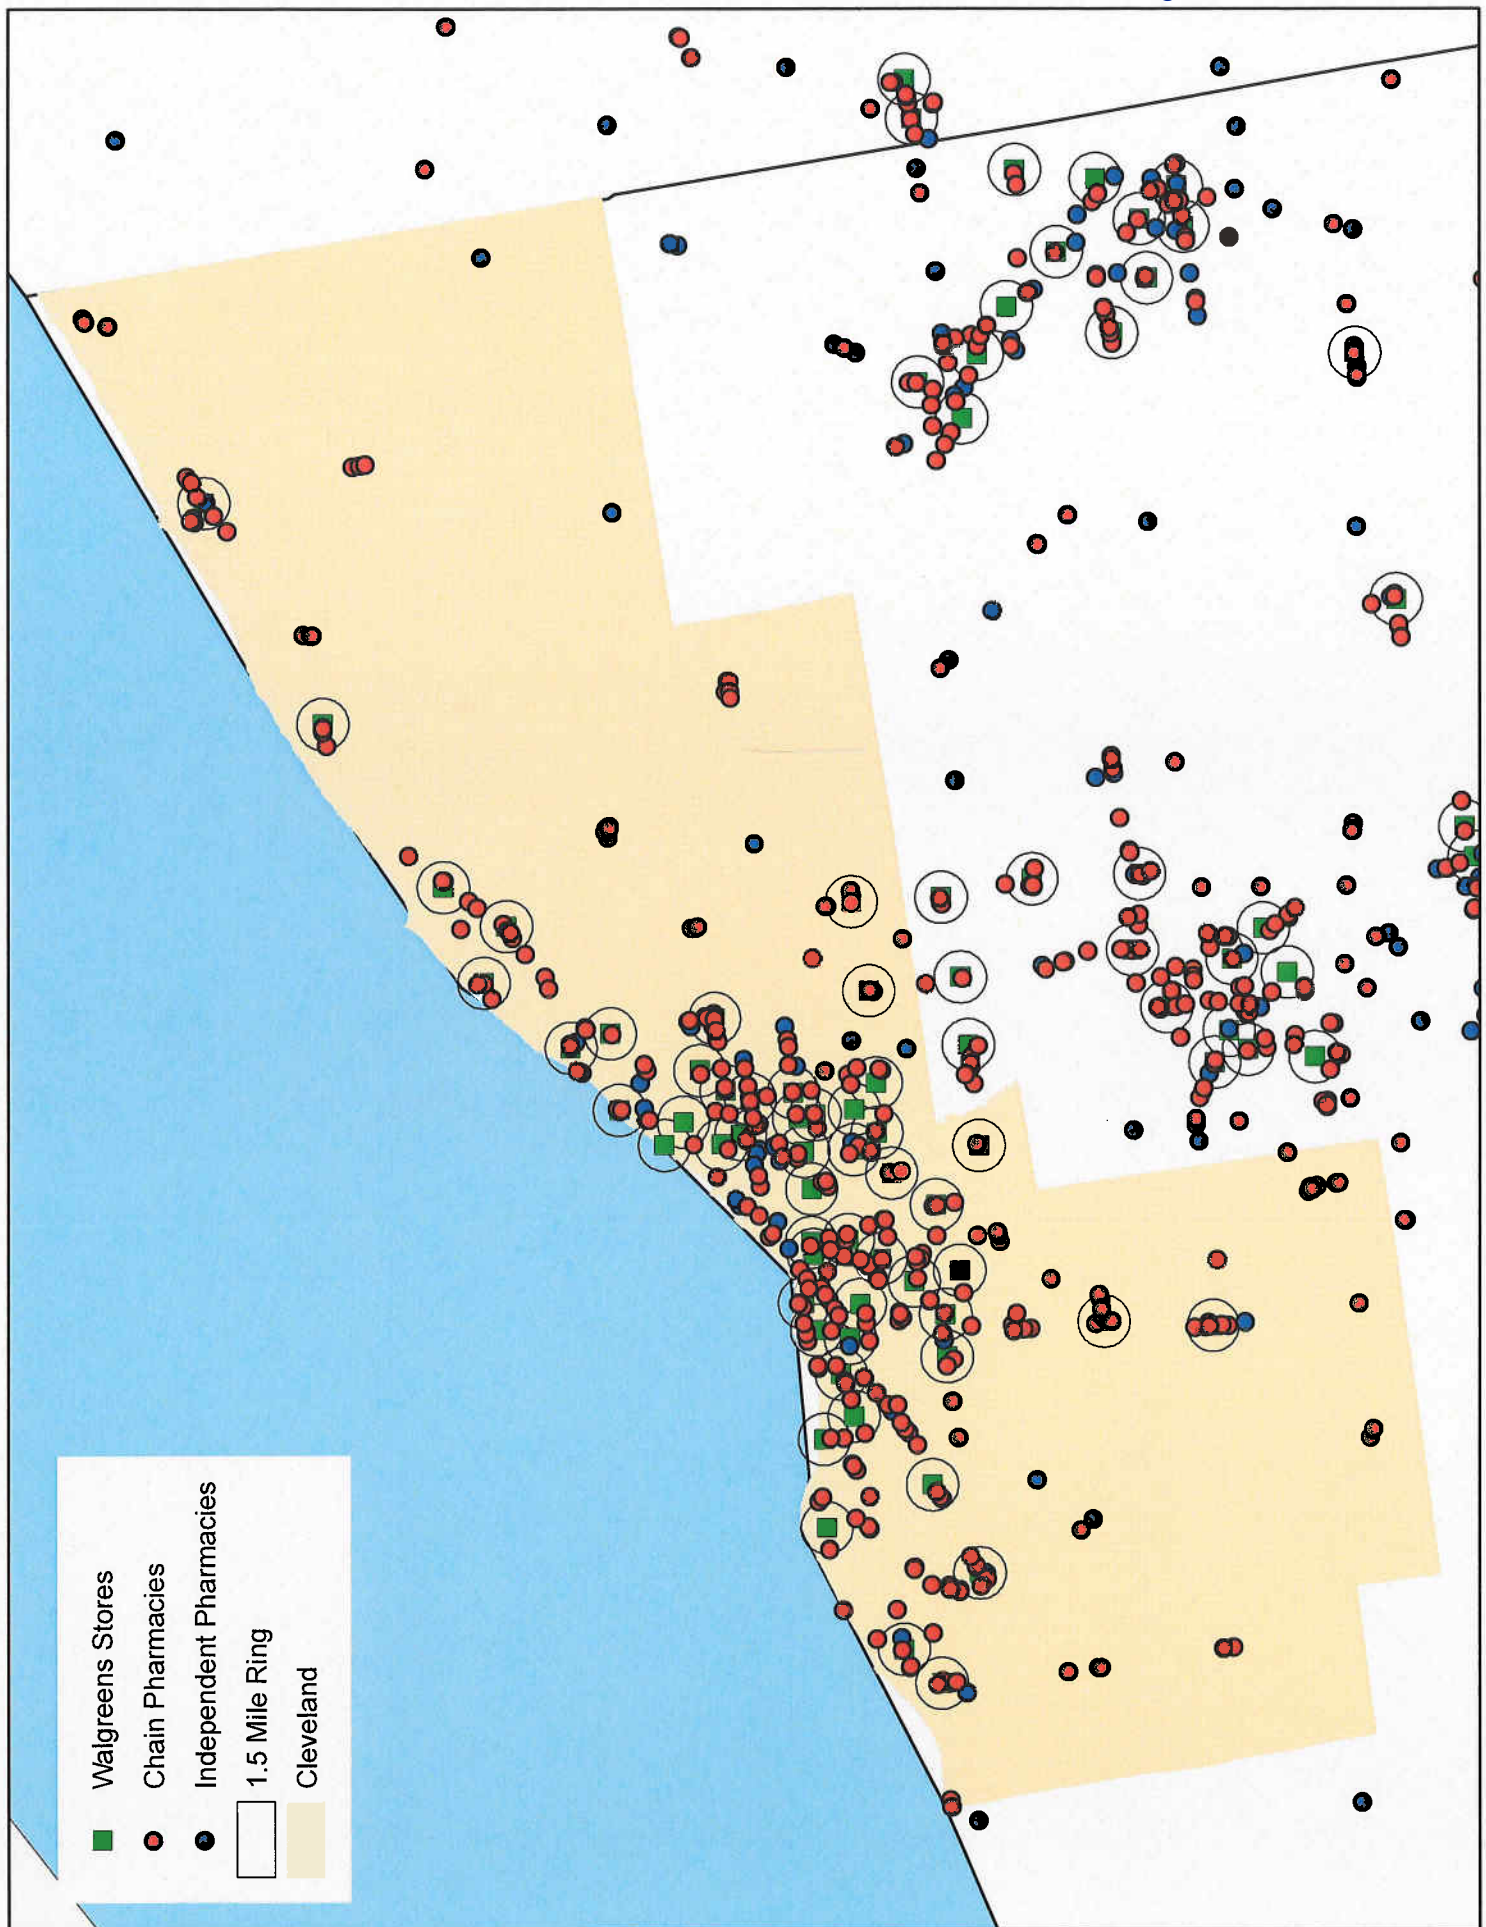 Walgreens Stores
Chain Pharmacies
Independent Pharmacies
1.5 Mile Ring
Cleveland